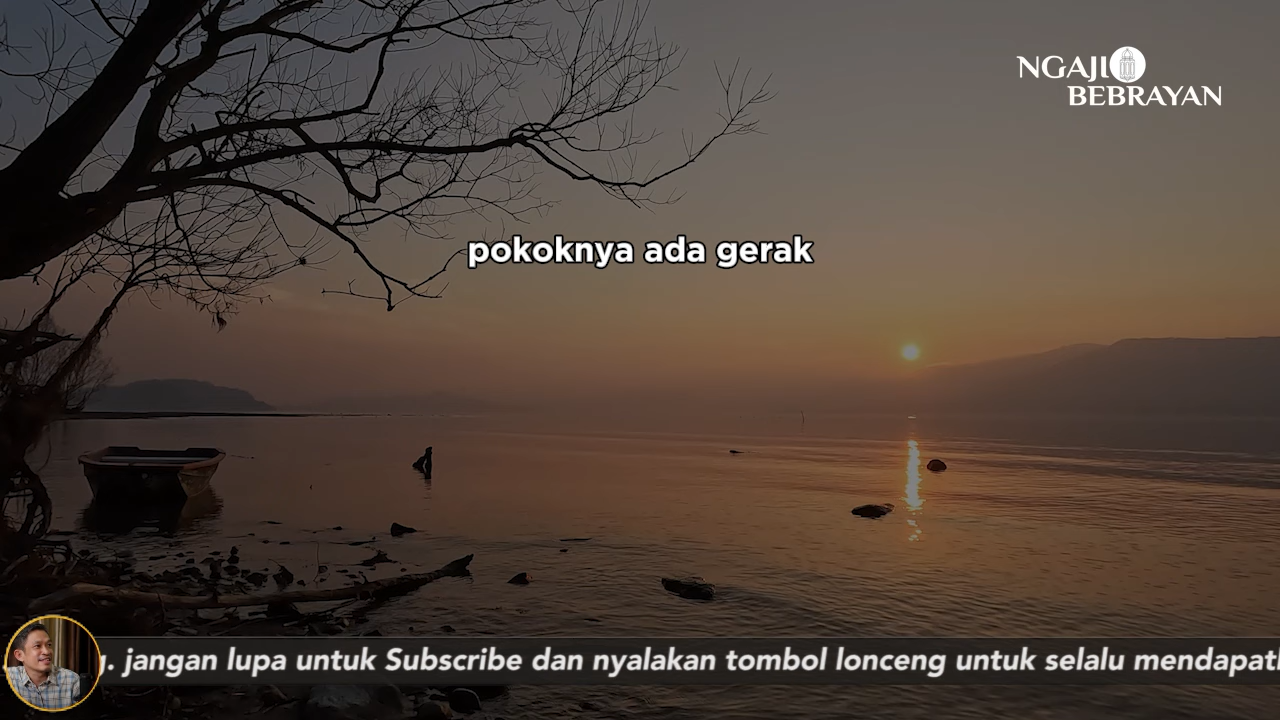 NGAJI
BEBRAYAN
pokoknya ada gerak
. jangan lupa untuk Subscribe dan nyalakan tombol lonceng untuk selalu